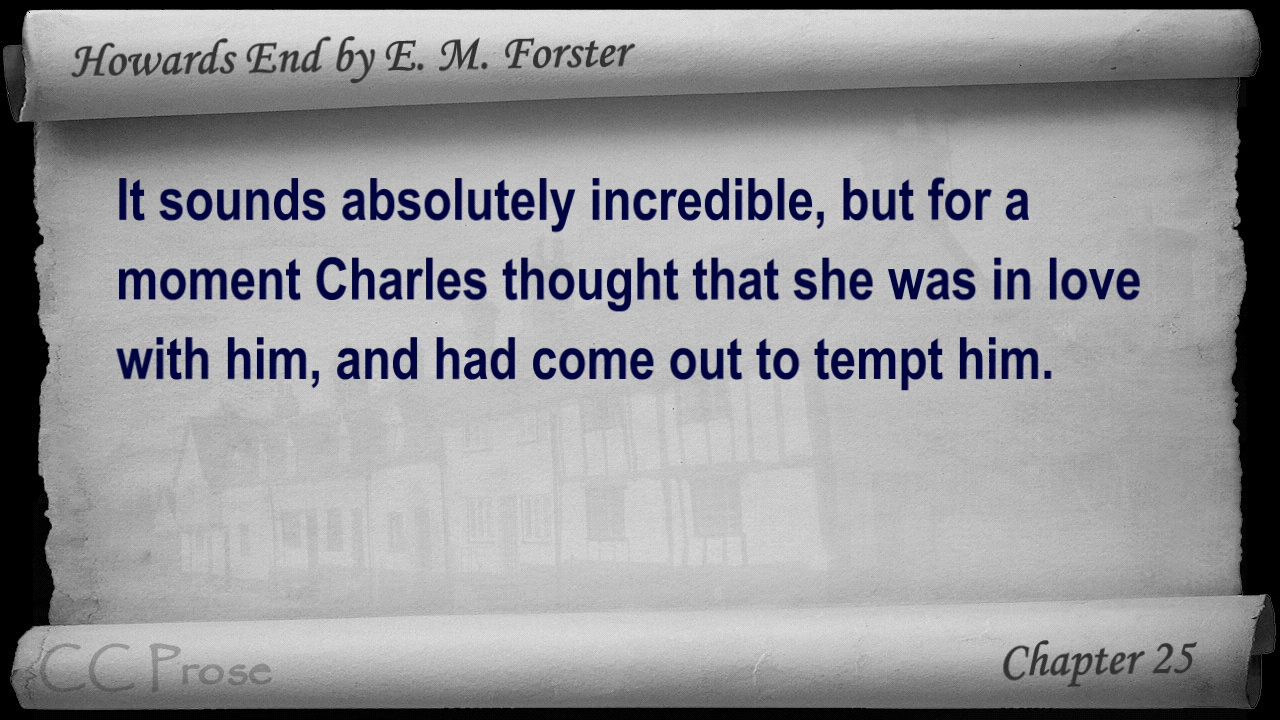 Howards End by E. M. Forster
It sounds absolutely incredible, but for a
moment Charles thought that she was in love
with him, and had come out to tempt him.
CC Prose
Chapter 25